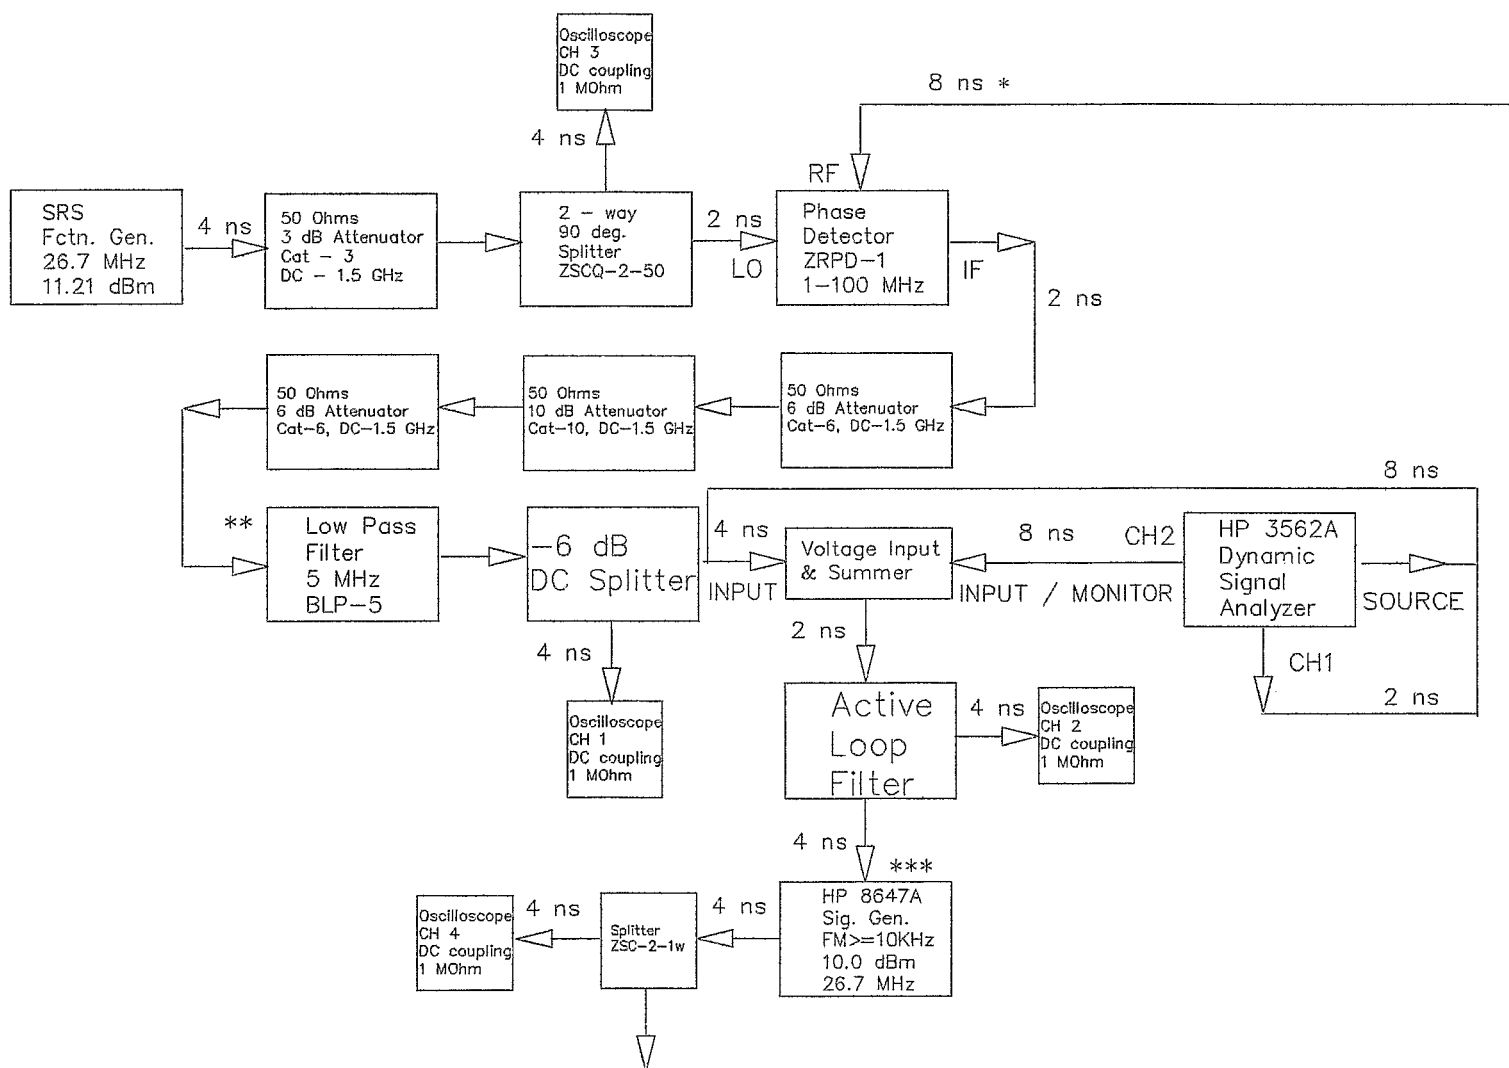 Oscilloscope
CH 3
DC coupling
1 MOhm
8 ns *
4 ns
RF
SRS
Fctn. Gen.
26.7 MHz
11.21 dBm
4 ns
50 Ohms
3 dB Attenuator
Cat - 3
DC - 1.5 GHz
2 - way
90 deg.
Splitter
ZSCQ-2-50
2 ns
LO
Phase
Detector
ZRPD-1
1-100 MHz
IF
2 ns
50 Ohms
6 dB Attenuator
Cat-6, DC-1.5 GHz
50 Ohms
10 dB Attenuator
Cat-10, DC-1.5 GHz
50 Ohms
6 dB Attenuator
Cat-6, DC-1.5 GHz
8 ns
**
Low Pass
Filter
5 MHz
BLP-5
-6 dB
DC Splitter
4 ns
INPUT
Voltage Input
& Summer
8 ns
CH2
INPUT / MONITOR
HP 3562A
Dynamic
Signal
Analyzer
SOURCE
4 ns
2 ns
CH1
2 ns
Oscilloscope
CH 1
DC coupling
1 MOhm
Active
Loop
Filter
4 ns
Oscilloscope
CH 2
DC coupling
1 MOhm
4 ns
***
Oscilloscope
CH 4
DC coupling
1 MOhm
4 ns
Splitter
ZSC-2-1w
4 ns
HP 8647A
Sig. Gen.
FM>=10KHz
10.0 dBm
26.7 MHz